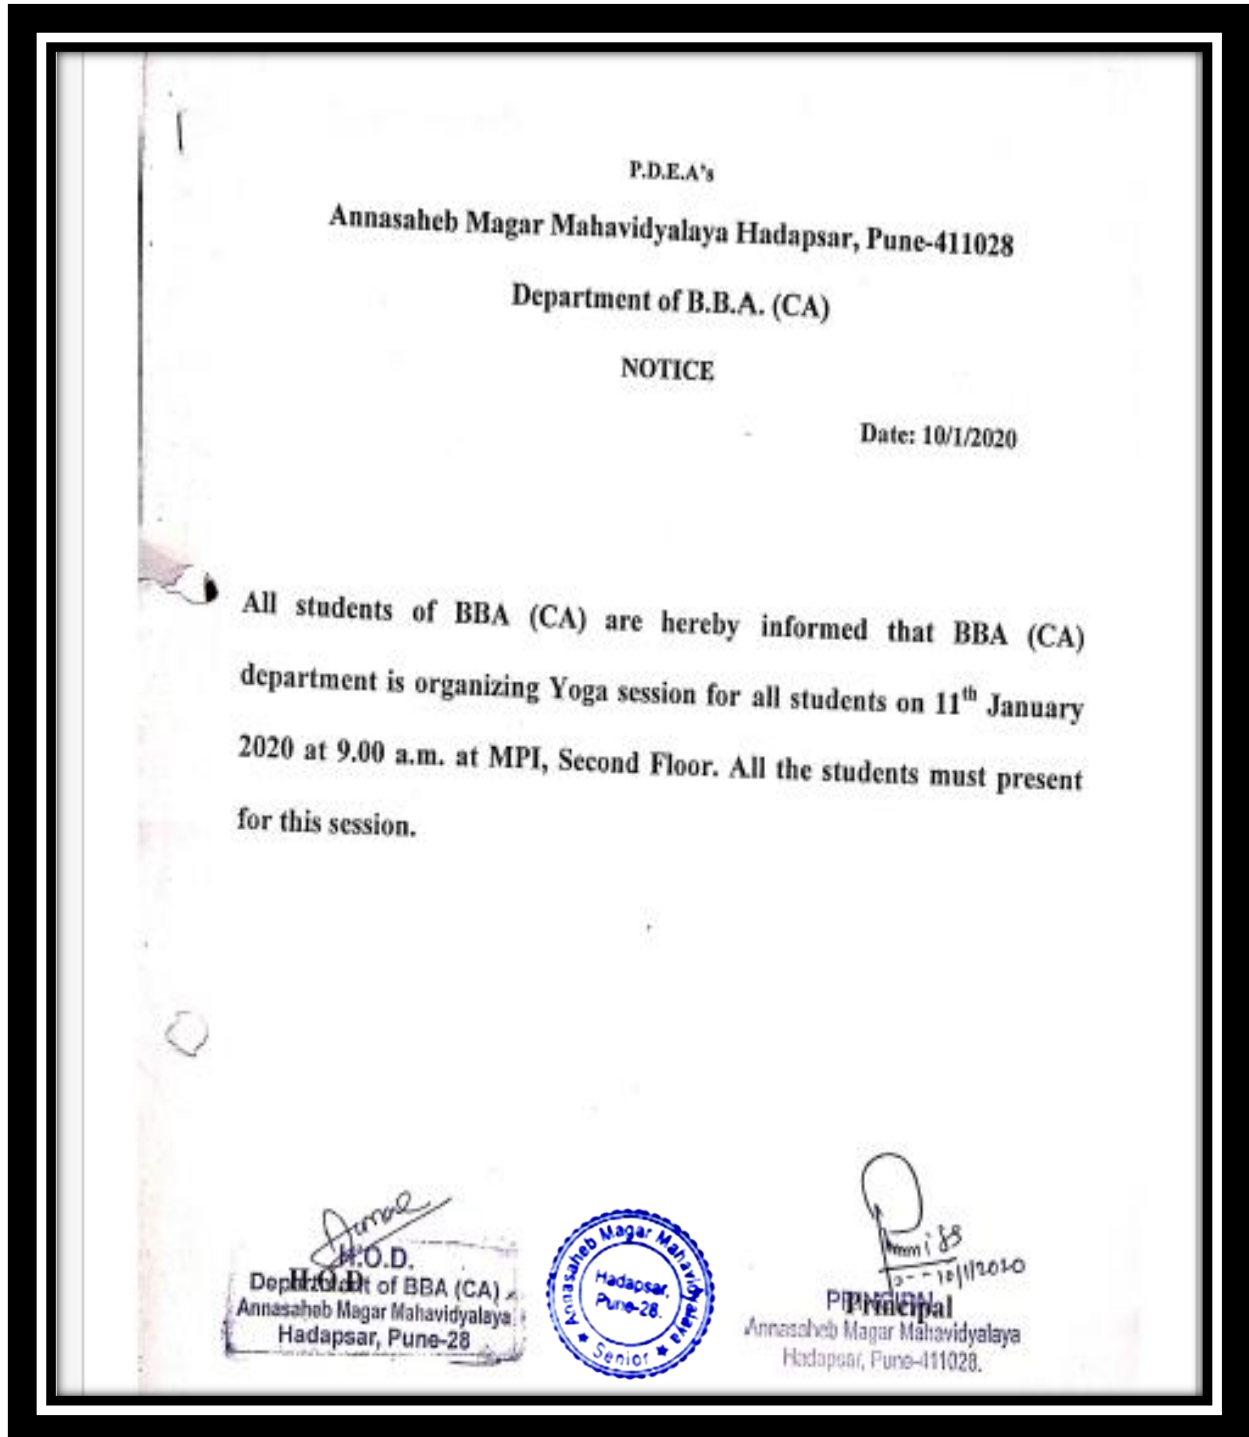 P.D.E.A's
Annasaheb Magar Mahavidyalaya Hadapsar, Pune-411028
Department of B.B.A. (CA)
NOTICE
Date: 10/1/2020
All students of BBA (CA) are hereby informed that BBA (CA)
department is organizing Yoga session for all students on 11th January
2020 at 9.00 a.m. at MPI, Second Floor. All the students must present
for this session.
H.O.D.
H.O.D
Department of BBA (CA)
Annasaheb Magar Mahavidyalaya
Hadapsar, Pune-28
Annasaheb Magar Mahavidyalaya
Hadapsar,
Pune-28.
★ Senior ★
10/1/2020
Principal
Annasaheb Magar Mahavidyalaya
Hadapsar, Pune-411028.